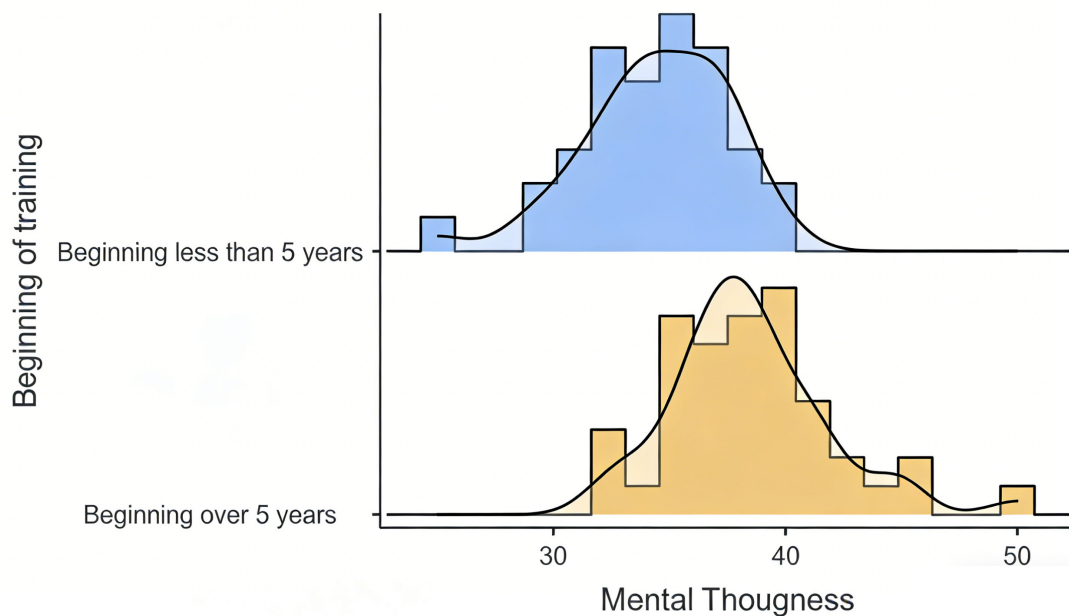 Beginning of training
Beginning less than 5 years
Beginning over 5 years
30 40 50
Mental Thougness